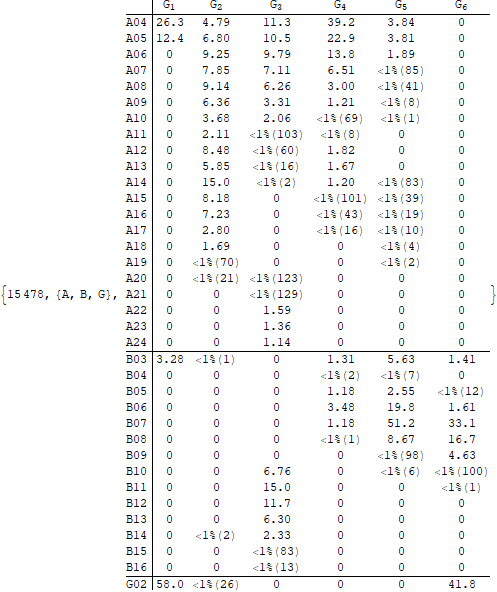 G1 G2 G3 G4 G5 G6
A04 26.3 4.79 11.3 39.2 3.84 0
A05 12.4 6.80 10.5 22.9 3.81 0
A06 0 9.25 9.79 13.8 1.89 0
A07 0 7.85 7.11 6.51 <1%(85) 0
A08 0 9.14 6.26 3.00 <1%(41) 0
A09 0 6.36 3.31 1.21 <1%(8) 0
A10 0 3.68 2.06 <1%(69) <1%(1) 0
A11 0 2.11 <1%(103) <1%(8) 0 0
A12 0 8.48 <1%(60) 1.82 0 0
A13 0 5.85 <1%(16) 1.67 0 0
A14 0 15.0 <1%(2) 1.20 <1%(83) 0
A15 0 8.18 0 <1%(101) <1%(39) 0
A16 0 7.23 0 <1%(43) <1%(19) 0
A17 0 2.80 0 <1%(16) <1%(10) 0
A18 0 1.69 0 0 <1%(4) 0
A19 0 <1%(70) 0 0 <1%(2) 0
A20 0 <1%(21) <1%(123) 0 0 0
{15 478, {A, B, G}, A21 0 0 <1%(129) 0 0 0 }
A22 0 0 1.59 0 0 0
A23 0 0 1.36 0 0 0
A24 0 0 1.14 0 0 0
B03 3.28 <1%(1) 0 1.31 5.63 1.41
B04 0 0 0 <1%(2) <1%(7) 0
B05 0 0 0 1.18 2.55 <1%(12)
B06 0 0 0 3.48 19.8 1.61
B07 0 0 0 1.18 51.2 33.1
B08 0 0 0 <1%(1) 8.67 16.7
B09 0 0 0 0 <1%(98) 4.63
B10 0 0 6.76 0 <1%(6) <1%(100)
B11 0 0 15.0 0 0 <1%(1)
B12 0 0 11.7 0 0 0
B13 0 0 6.30 0 0 0
B14 0 <1%(2) 2.33 0 0 0
B15 0 0 <1%(83) 0 0 0
B16 0 0 <1%(13) 0 0 0
G02 58.0 <1%(26) 0 0 0 41.8